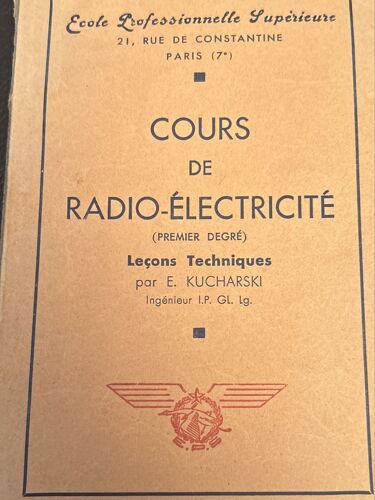 Ecole Professionnelle Supérieure
21, RUE DE CONSTANTINE
PARIS (7e)
COURS
DE
RADIO-ÉLECTRICITÉ
(PREMIER DEGRÉ)
Leçons Techniques
par E. KUCHARSKI
Ingénieur I.P. GL. Lg.
E.P.S